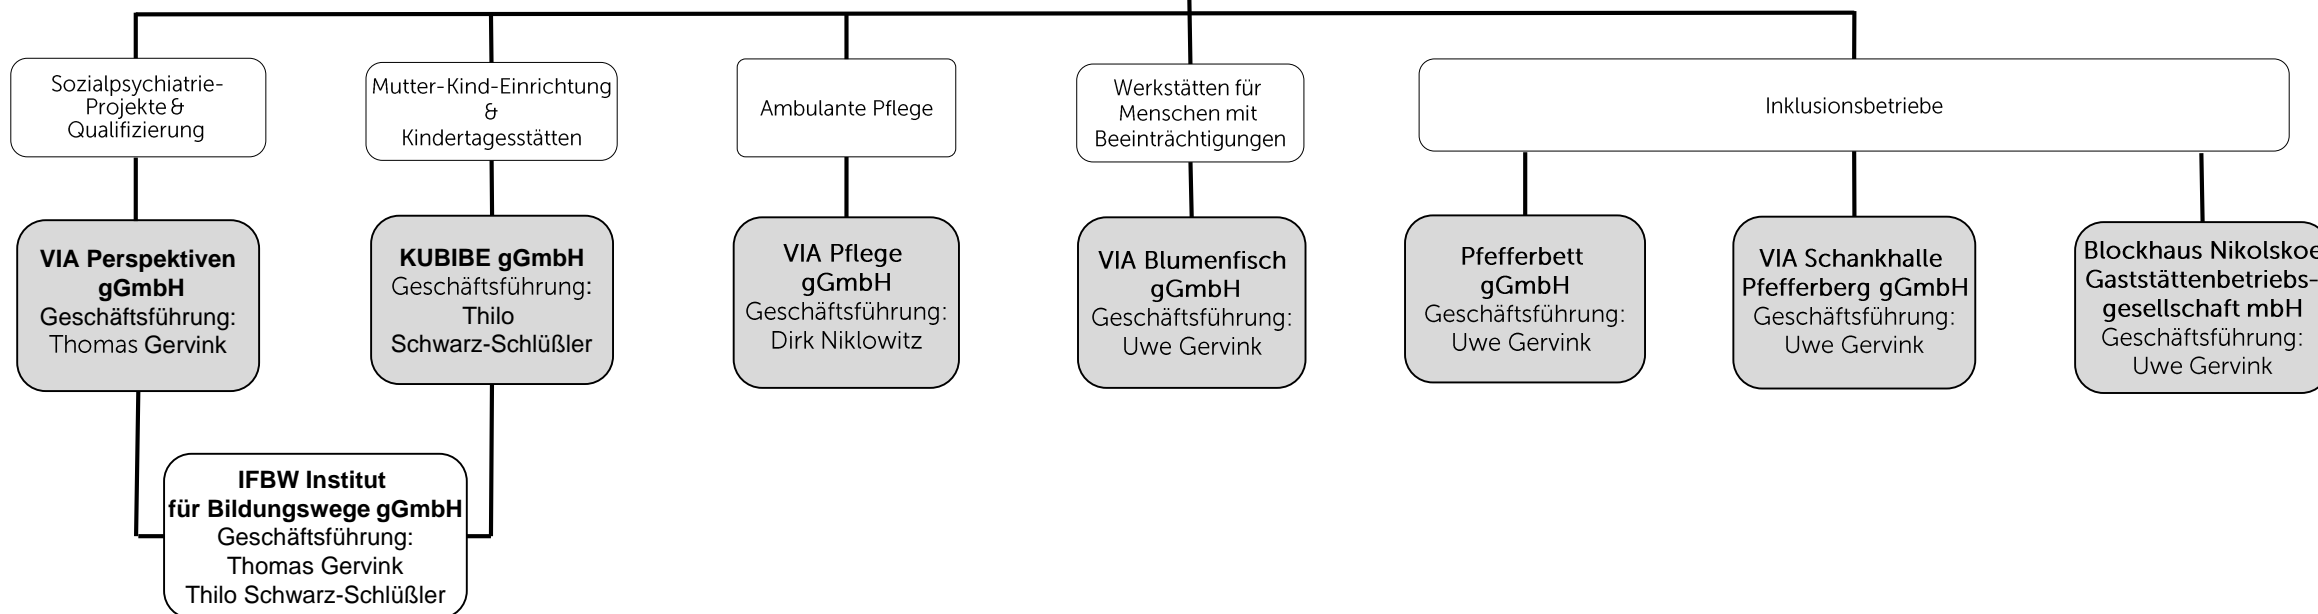 Sozialpsychiatrie-
Projekte &
Qualifizierung
Mutter-Kind-Einrichtung
&
Kindertagesstätten
Ambulante Pflege
Werkstätten für
Menschen mit
Beeinträchtigungen
Inklusionsbetriebe
VIA Perspektiven
gGmbH
Geschäftsführung:
Thomas Gervink
KUBIBE gGmbH
Geschäftsführung:
Thilo
Schwarz-Schlüßler
VIA Pflege
gGmbH
Geschäftsführung:
Dirk Niklowitz
VIA Blumenfisch
gGmbH
Geschäftsführung:
Uwe Gervink
Pfefferbett
gGmbH
Geschäftsführung:
Uwe Gervink
VIA Schankhalle
Pfefferberg gGmbH
Geschäftsführung:
Uwe Gervink
Blockhaus Nikolskoe
Gaststättenbetriebs-
gesellschaft mbH
Geschäftsführung:
Uwe Gervink
IFBW Institut
für Bildungswege gGmbH
Geschäftsführung:
Thomas Gervink
Thilo Schwarz-Schlüßler